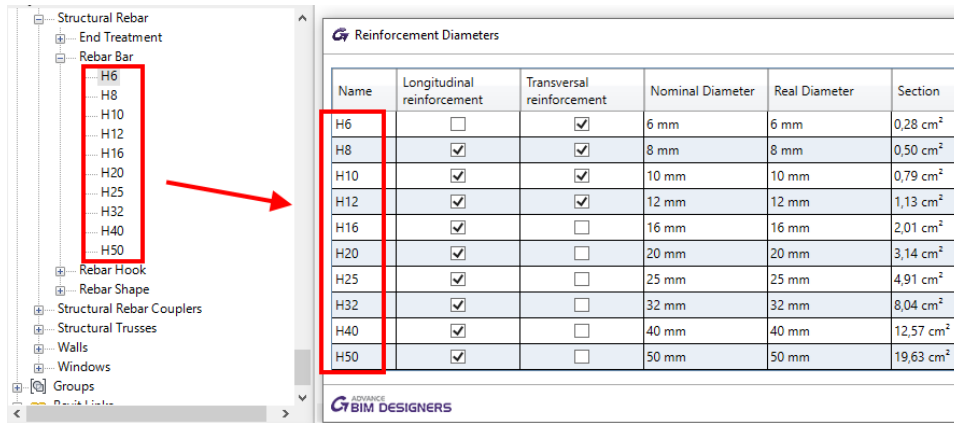 Structural Rebar
End Treatment
Rebar Bar
H6
H8
H10
H12
H16
H20
H25
H32
H40
H50
Rebar Hook
Rebar Shape
Structural Rebar Couplers
Structural Trusses
Walls
Windows
Groups
Revit Links
Reinforcement Diameters
Name Longitudinal reinforcement Transversal reinforcement Nominal Diameter Real Diameter Section
H6 6 mm 6 mm 0,28 cm²
H8 8 mm 8 mm 0,50 cm²
H10 10 mm 10 mm 0,79 cm²
H12 12 mm 12 mm 1,13 cm²
H16 16 mm 16 mm 2,01 cm²
H20 20 mm 20 mm 3,14 cm²
H25 25 mm 25 mm 4,91 cm²
H32 32 mm 32 mm 8,04 cm²
H40 40 mm 40 mm 12,57 cm²
H50 50 mm 50 mm 19,63 cm²
ADVANCE
BIM DESIGNERS